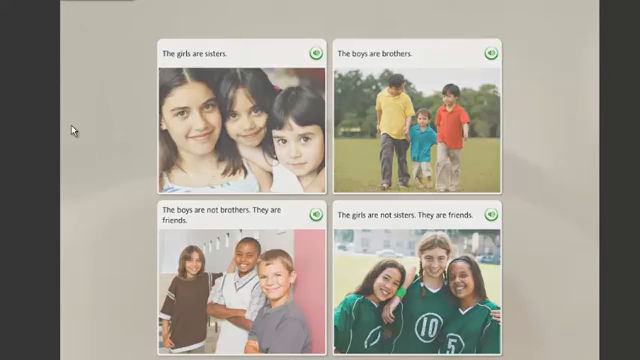 The girls are sisters.
The boys are brothers.
The boys are not brothers. They are
friends.
The girls are not sisters. They are friends.
10
5